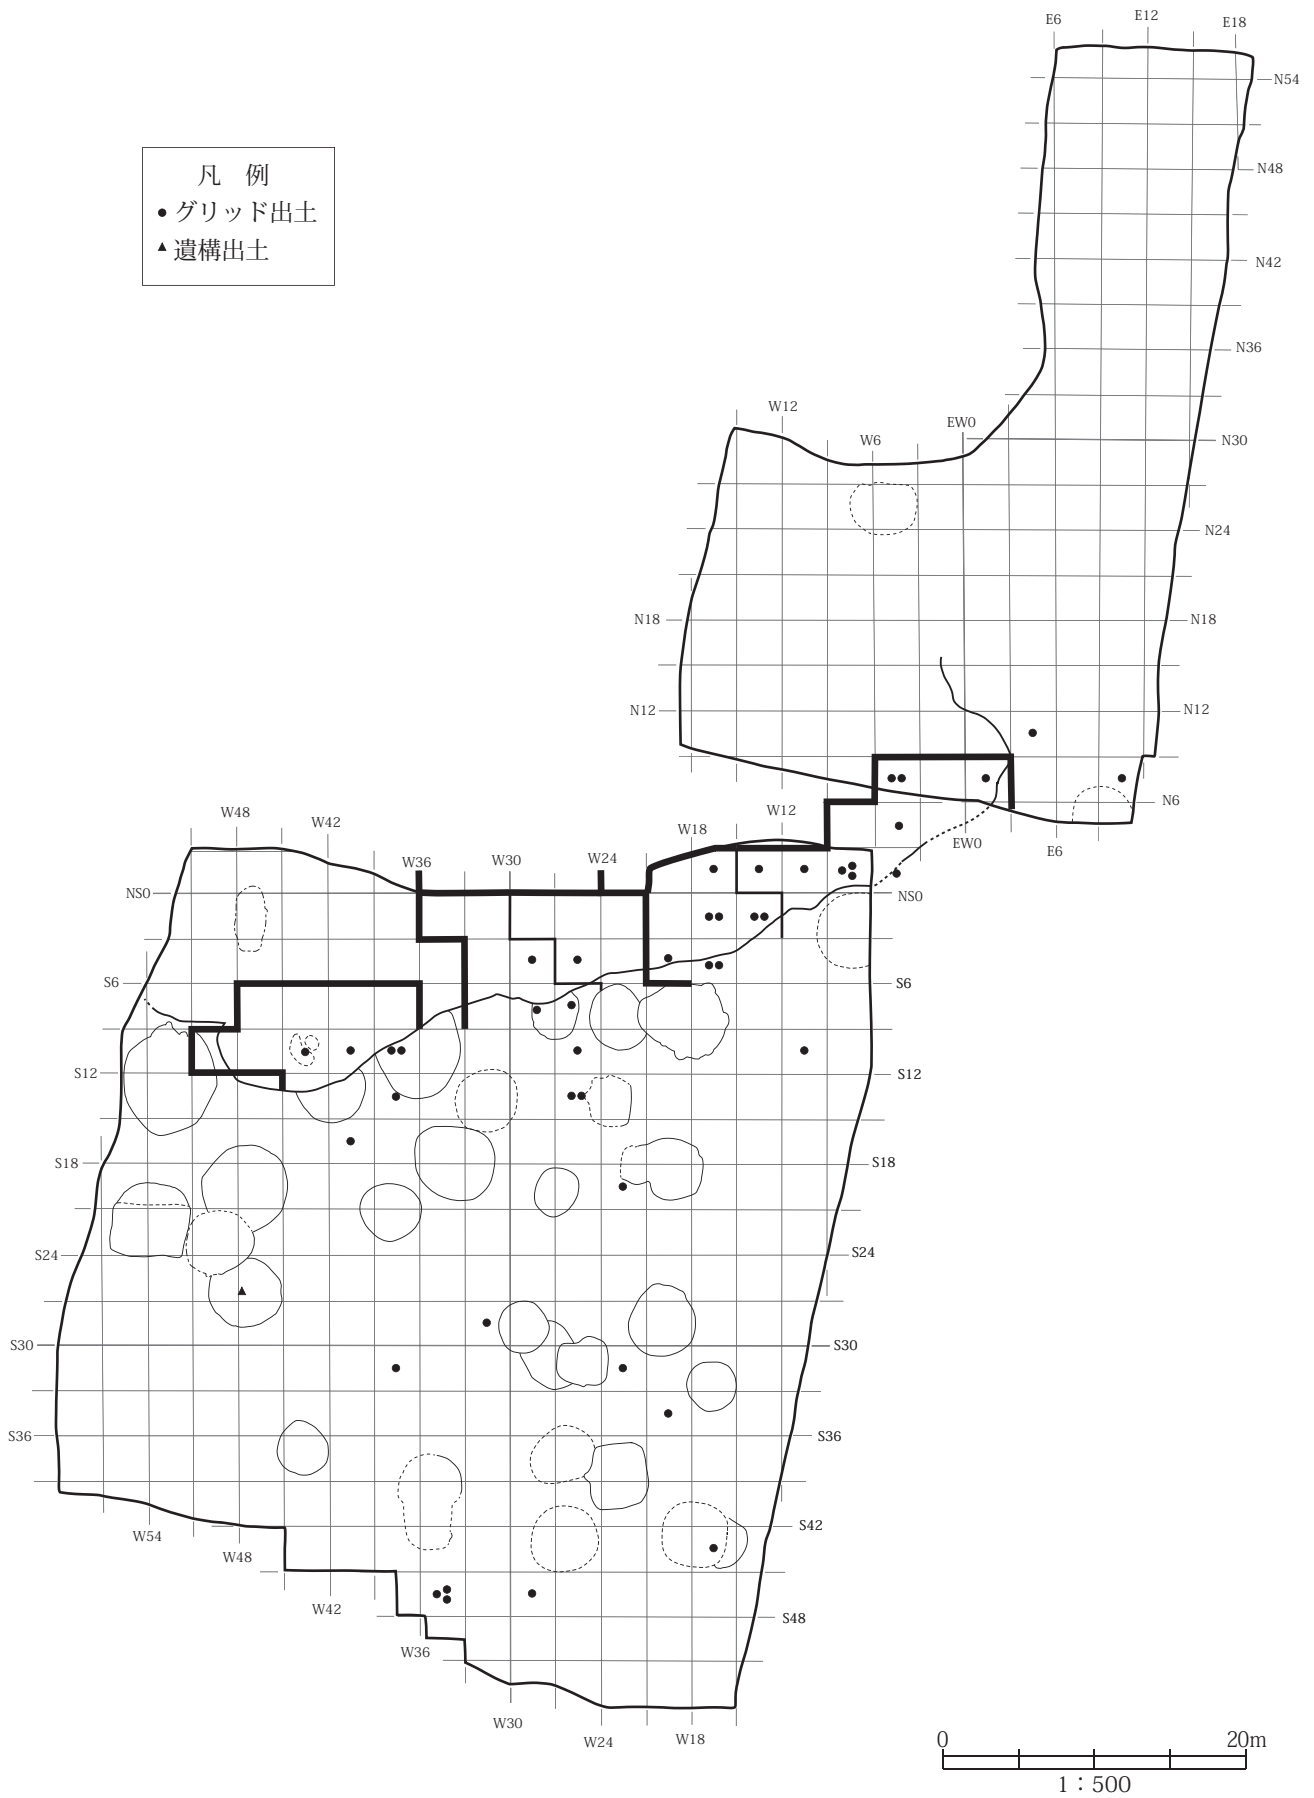 E6
E12
E18
N54
凡 例
●グリッド出土
▲遺構出土
N48
N42
N36
W12
W6
EW0
N30
N24
N18
N18
N12
N12
N6
W48
W42
W36
W30
W24
W18
W12
EW0
E6
NS0
NS0
S6
S6
S12
S12
S18
S18
S24
S24
S30
S30
S36
S36
W54
W48
S42
W42
S48
W36
W30
W24
W18
0
20m
1：500